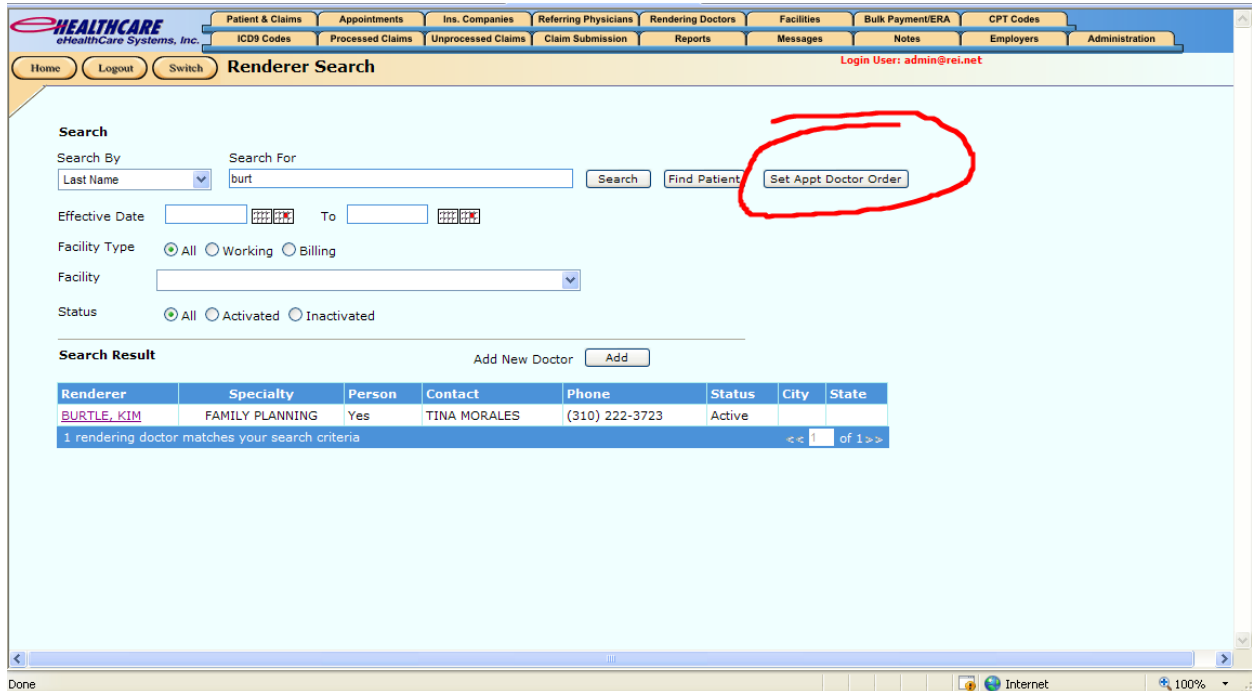 HEALTHCARE
eHealthCare Systems, Inc.
Patient & Claims Appointments Ins. Companies Referring Physicians Rendering Doctors Facilities Bulk Payment/ERA CPT Codes
ICD9 Codes Processed Claims Unprocessed Claims Claim Submission Reports Messages Notes Employers Administration
Home Logout Switch Renderer Search Login User: admin@rei.net
Search
Search By Search For
Last Name burt Search Find Patient Set Appt Doctor Order
Effective Date To
Facility Type All Working Billing
Facility
Status All Activated Inactivated
Search Result Add New Doctor Add
Renderer Specialty Person Contact Phone Status City State
BURTLE, KIM FAMILY PLANNING Yes TINA MORALES (310) 222-3723 Active
1 rendering doctor matches your search criteria << 1 of 1>>
Done Internet 100%